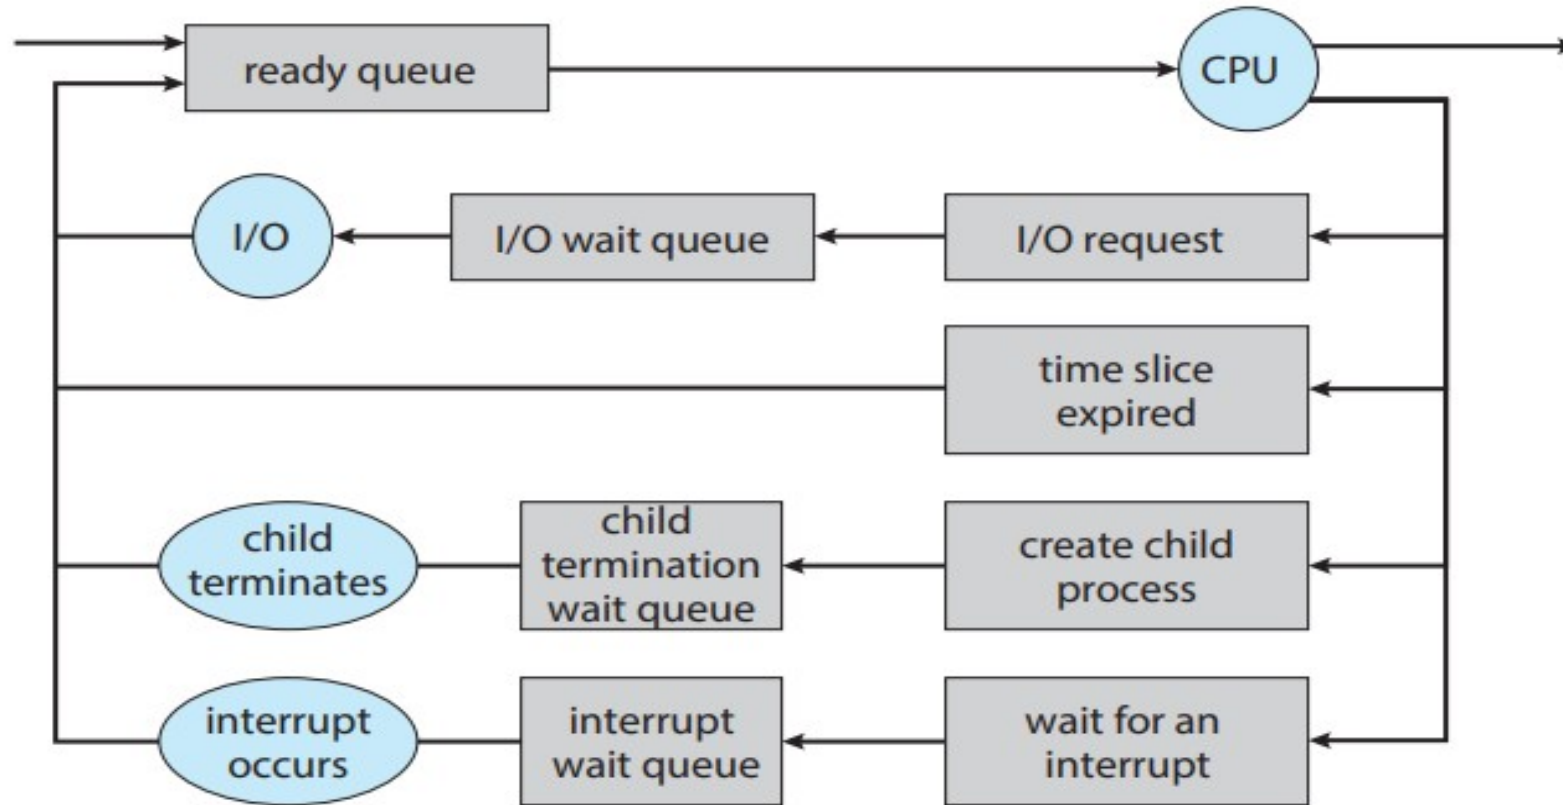 ready queue
CPU
I/O
I/O wait queue
I/O request
time slice
expired
child
terminates
child
termination
wait queue
create child
process
interrupt
occurs
interrupt
wait queue
wait for an
interrupt